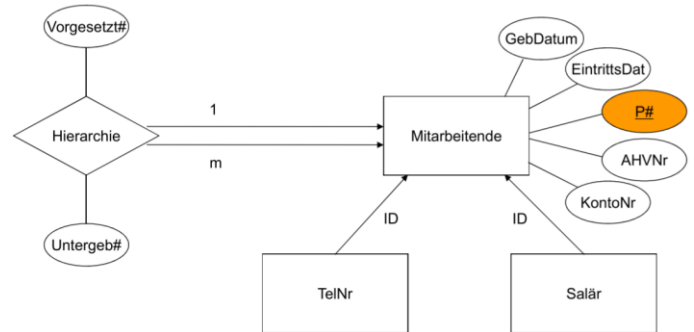 Vorgesetzt#
GebDatum
EintrittsDat
P#
1
Hierarchie
Mitarbeitende
m
AHVNr
KontoNr
Untergeb#
ID
ID
TelNr
Salär